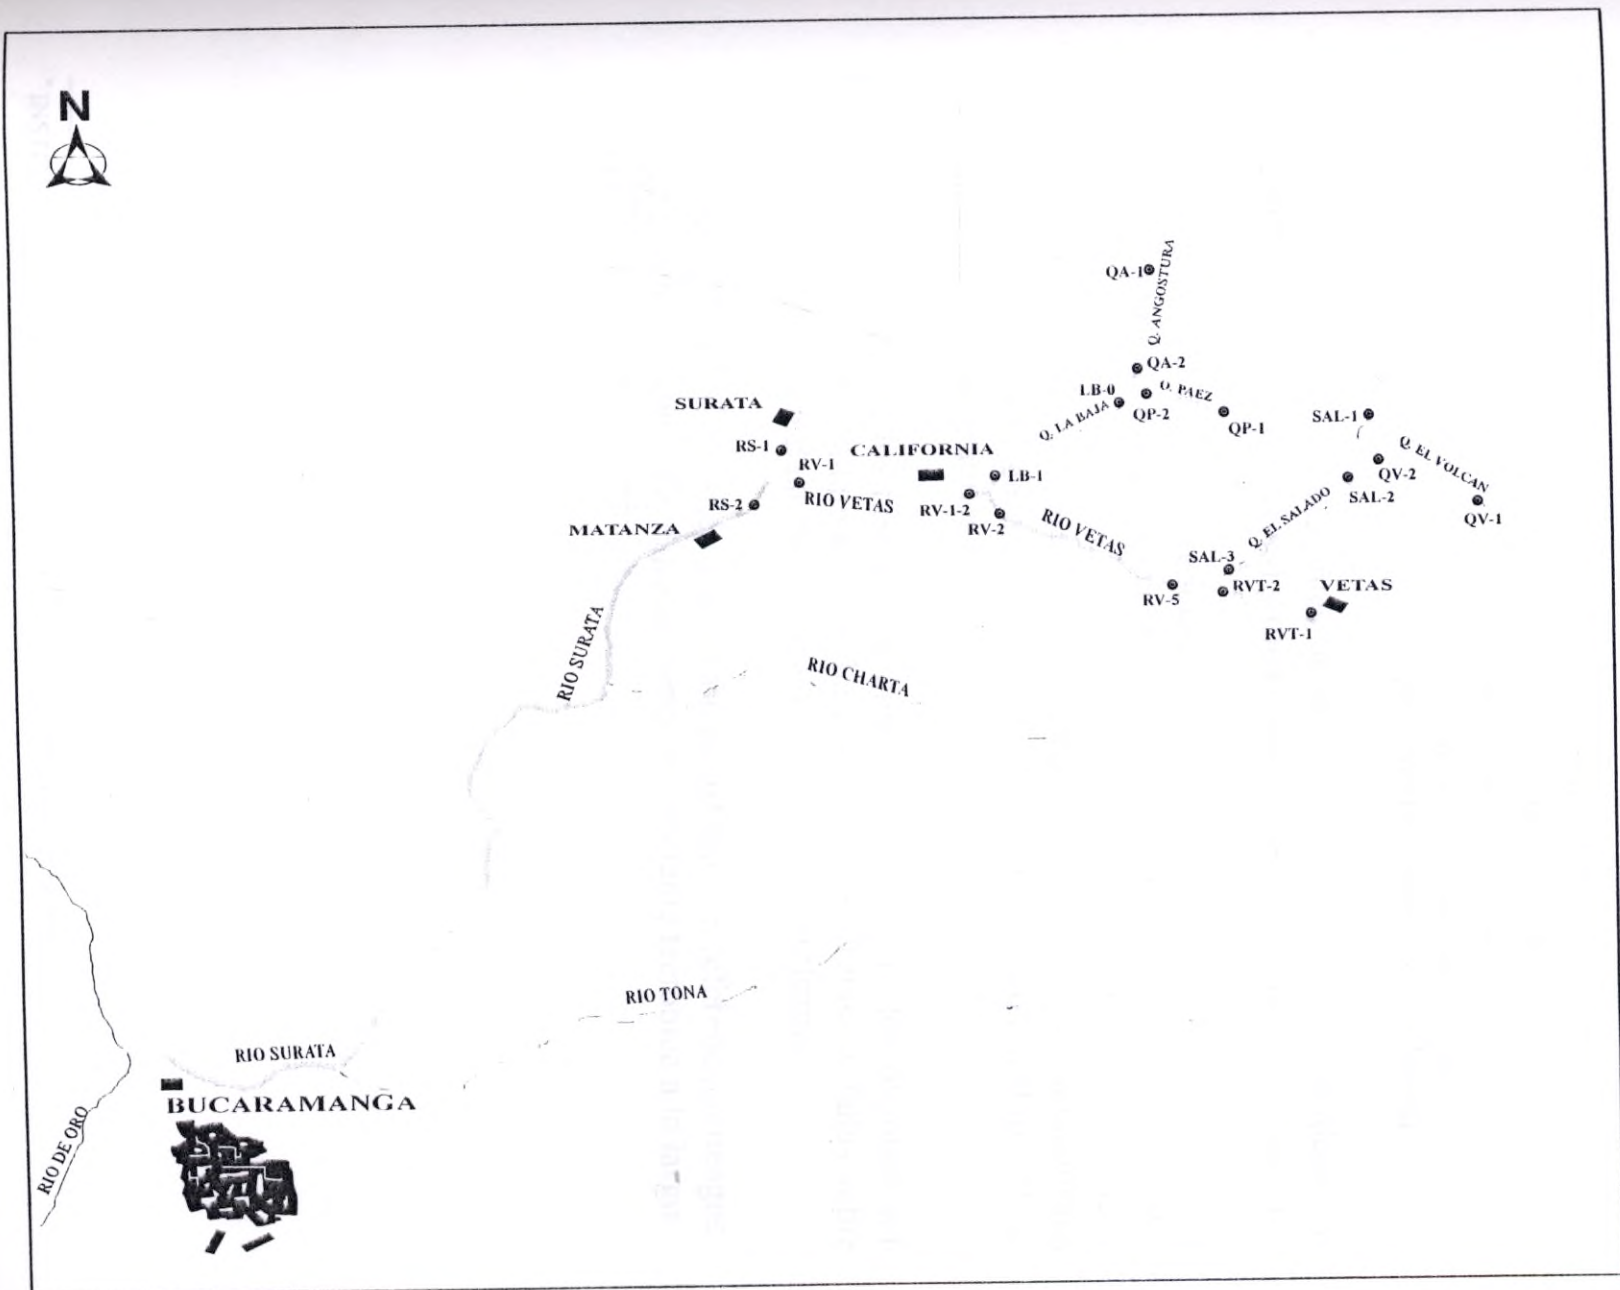 N
QA-1
Q. ANGOSTURA
QA-2
LB-0
Q. PAEZ
QP-2
QP-1
Q. LA BAJA
SURATA
SAL-1
Q. EL VOLCAN
RS-1
RV-1
CALIFORNIA
LB-1
QV-2
SAL-2
QV-1
RS-2
RIO VETAS
RV-1-2
RV-2
RIO VETAS
Q. EL SALADO
MATANZA
SAL-3
RV-5
RVT-2
VETAS
RVT-1
RIO SURATA
RIO CHARTA
RIO TONA
RIO SURATA
BUCARAMANGA
RIO DE ORO